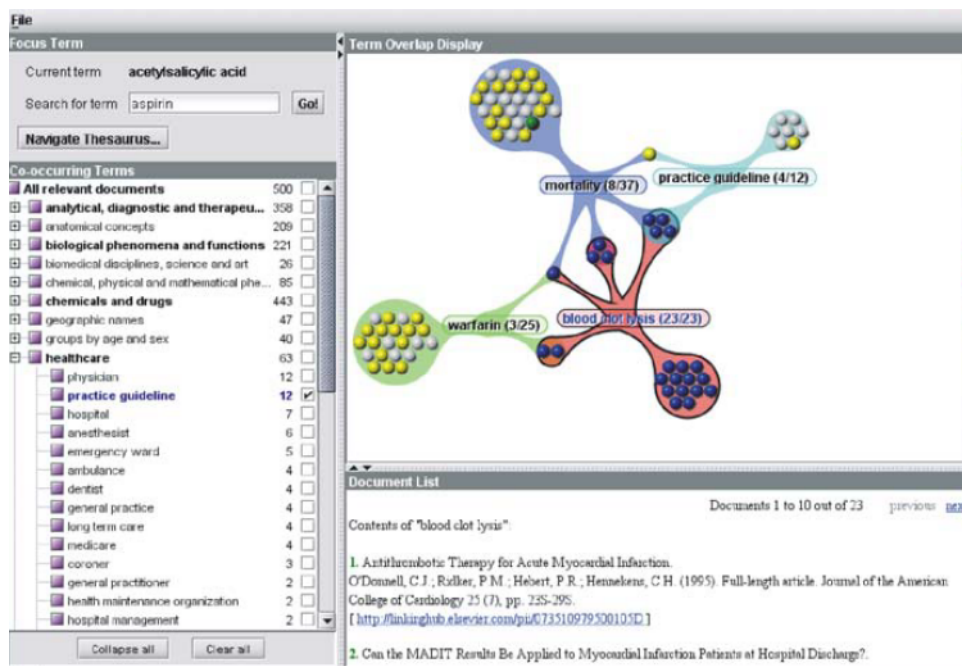 File
Focus Term
Current term acetylsalicylic acid
Search for term aspirin Go!
Navigate Thesaurus...
Co-occurring Terms
All relevant documents 500
analytical, diagnostic and therapeu... 358
anatomical concepts 209
biological phenomena and functions 221
biomedical disciplines, science and art 26
chemical, physical and mathematical phe... 85
chemicals and drugs 443
geographic names 47
groups by age and sex 40
healthcare 63
physician 12
practice guideline 12
hospital 7
anesthesist 6
emergency ward 5
ambulance 4
dentist 4
general practice 4
long term care 4
medicare 4
coroner 3
general practitioner 2
health maintenance organization 2
hospital management 2
Collapse all Clear all
Term Overlap Display
mortality (8/37)
practice guideline (4/12)
warfarin (3/25)
blood clot lysis (23/23)
Document List
Documents 1 to 10 out of 23 previous nex
Contents of "blood clot lysis":
1. Antithrombotic Therapy for Acute Myocardial Infarction.
O'Donnell, C.J.; Ridker, P.M.; Hebert, P.R.; Hennekens, C.H. (1995). Full-length article. Journal of the American
College of Cardiology 25 (7), pp. 23S-29S.
[ http://linkinghub.elsevier.com/pii/073510979500105D ]
2. Can the MADIT Results Be Applied to Myocardial Infarction Patients at Hospital Discharge?.